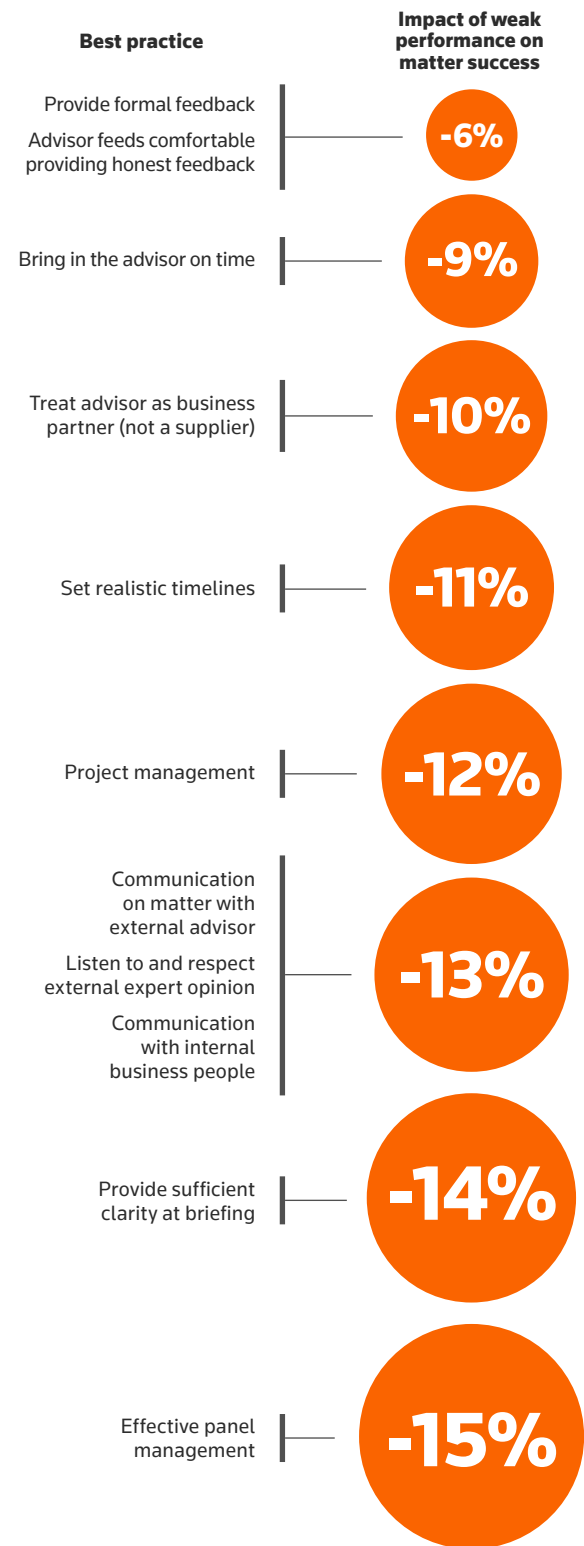 Best practice
Impact of weak
performance on
matter success
Provide formal feedback
Advisor feeds comfortable
providing honest feedback
-6%
Bring in the advisor on time
-9%
Treat advisor as business
partner (not a supplier)
-10%
Set realistic timelines
-11%
Project management
-12%
Communication
on matter with
external advisor
Listen to and respect
external expert opinion
Communication
with internal
business people
-13%
Provide sufficient
clarity at briefing
-14%
Effective panel
management
-15%